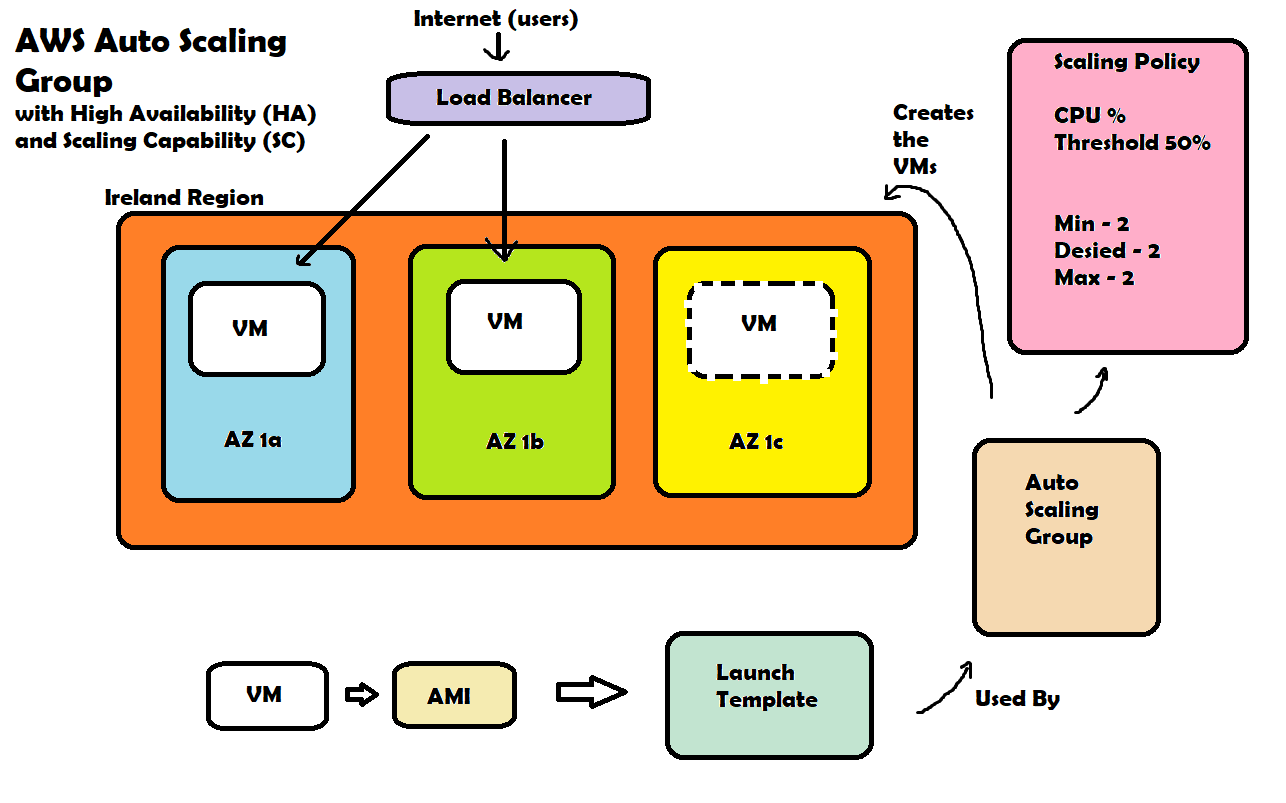 AWS Auto Scaling
Group
with High Availability (HA)
and Scaling Capability (SC)
Internet (users)
Load Balancer
Ireland Region
VM
AZ 1a
VM
AZ 1b
VM
AZ 1c
Creates
the
VMs
Scaling Policy
CPU %
Threshold 50%
Min - 2
Desied - 2
Max - 2
Auto
Scaling
Group
VM
AMI
Launch
Template
Used By